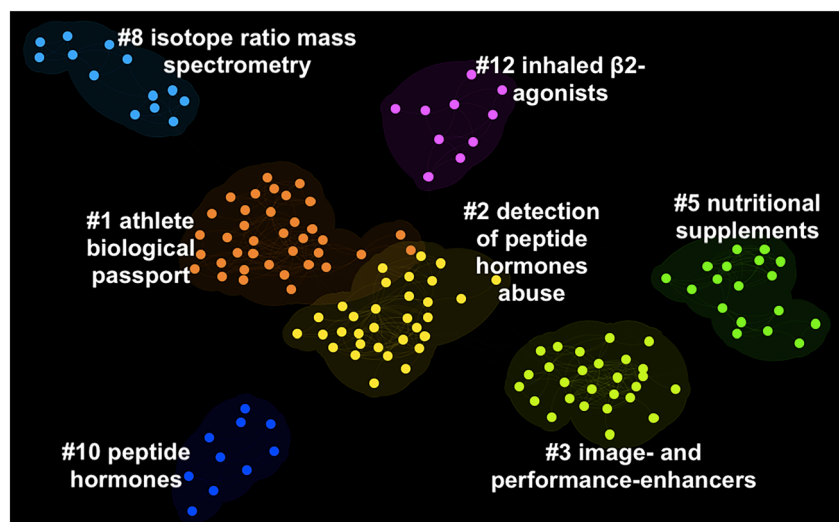 #8 isotope ratio mass
spectrometry
#12 inhaled β2-
agonists
#1 athlete
biological
passport
#2 detection
of peptide
hormones
abuse
#5 nutritional
supplements
#10 peptide
hormones
#3 image- and
performance-enhancers